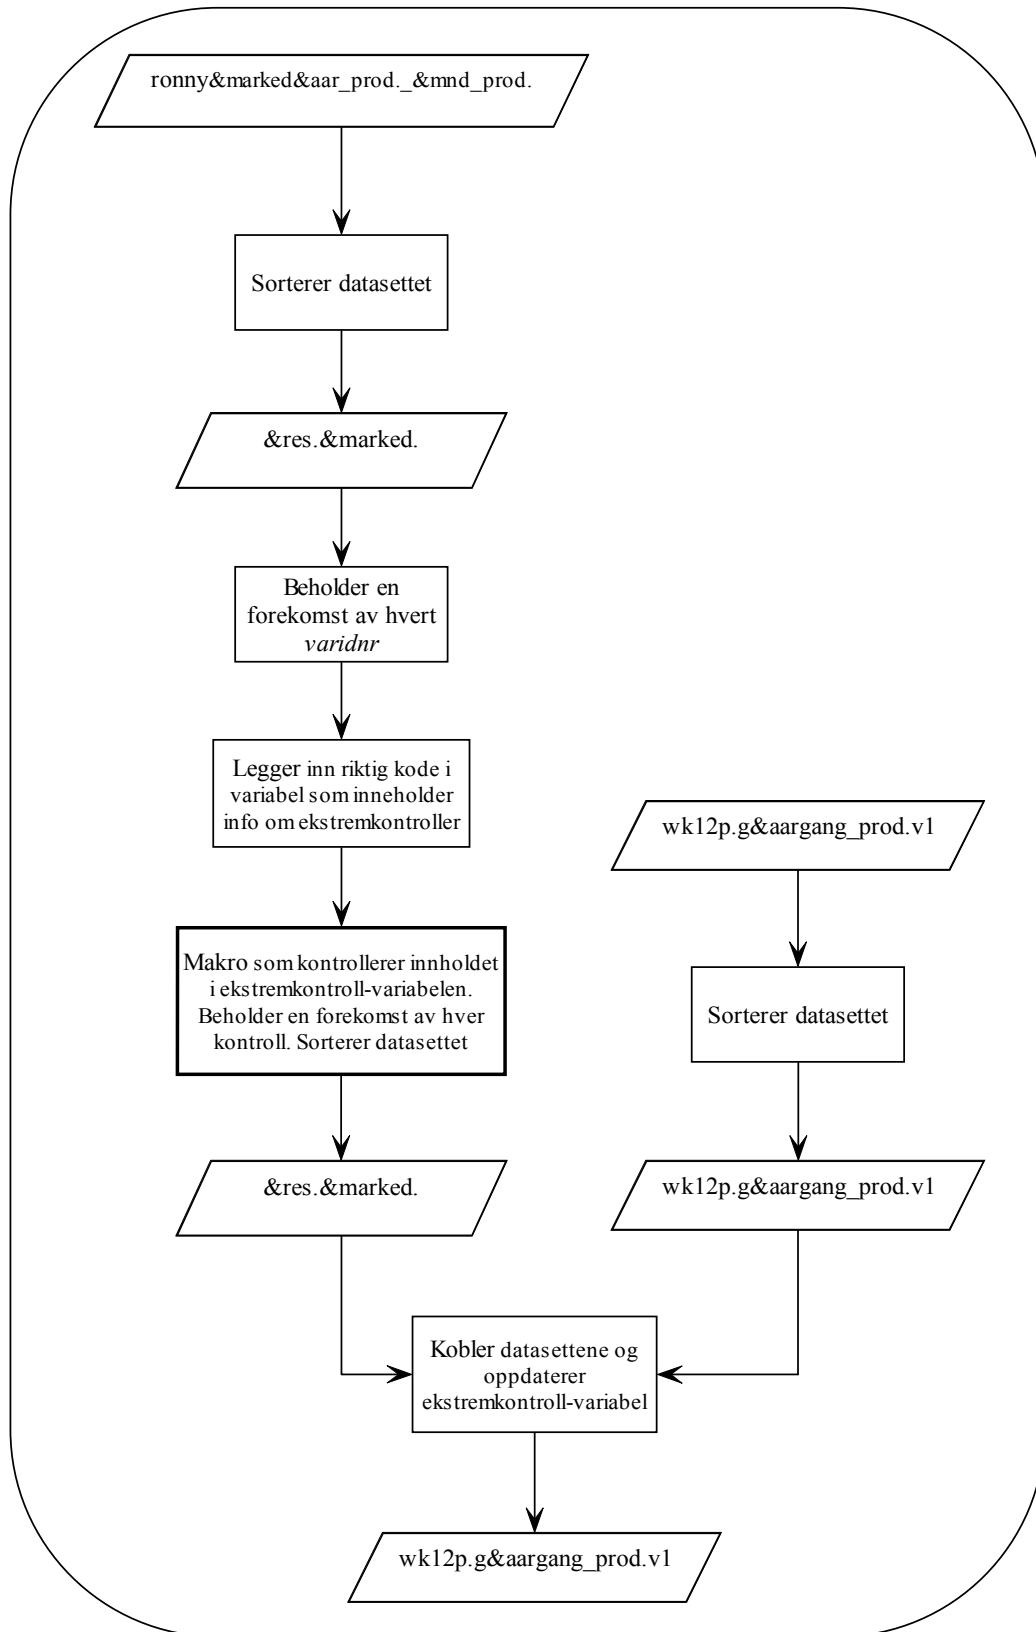 ronny&marked&aar_prod._&mnd_prod.
Sorterer datasettet
&res.&marked.
Beholder en
forekomst av hvert
varidnr
Legger inn riktig kode i
variabel som inneholder
info om ekstremkontroller
Makro som kontrollerer innholdet
i ekstremkontroll-variabelen.
Beholder en forekomst av hver
kontroll. Sorterer datasettet
&res.&marked.
wk12p.g&aargang_prod.v1
Sorterer datasettet
wk12p.g&aargang_prod.v1
Kobler datasettene og
oppdaterer
ekstremkontroll-variabel
wk12p.g&aargang_prod.v1